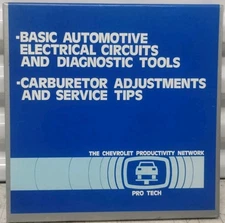 •BASIC AUTOMOTIVE
ELECTRICAL CIRCUITS
AND DIAGNOSTIC TOOLS
•CARBURETOR ADJUSTMENTS
AND SERVICE TIPS
THE CHEVROLET PRODUCTIVITY NETWORK
PRO TECH